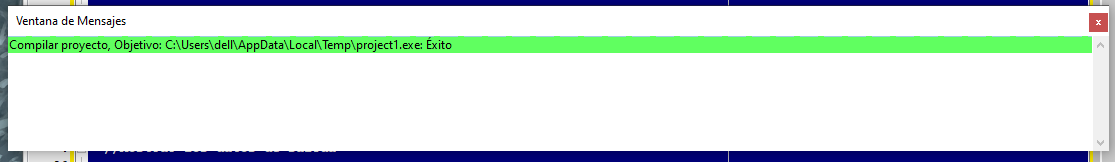 Ventana de Mensajes
x
Compilar proyecto, Objetivo: C:\Users\dell\AppData\Local\Temp\project1.exe: Éxito